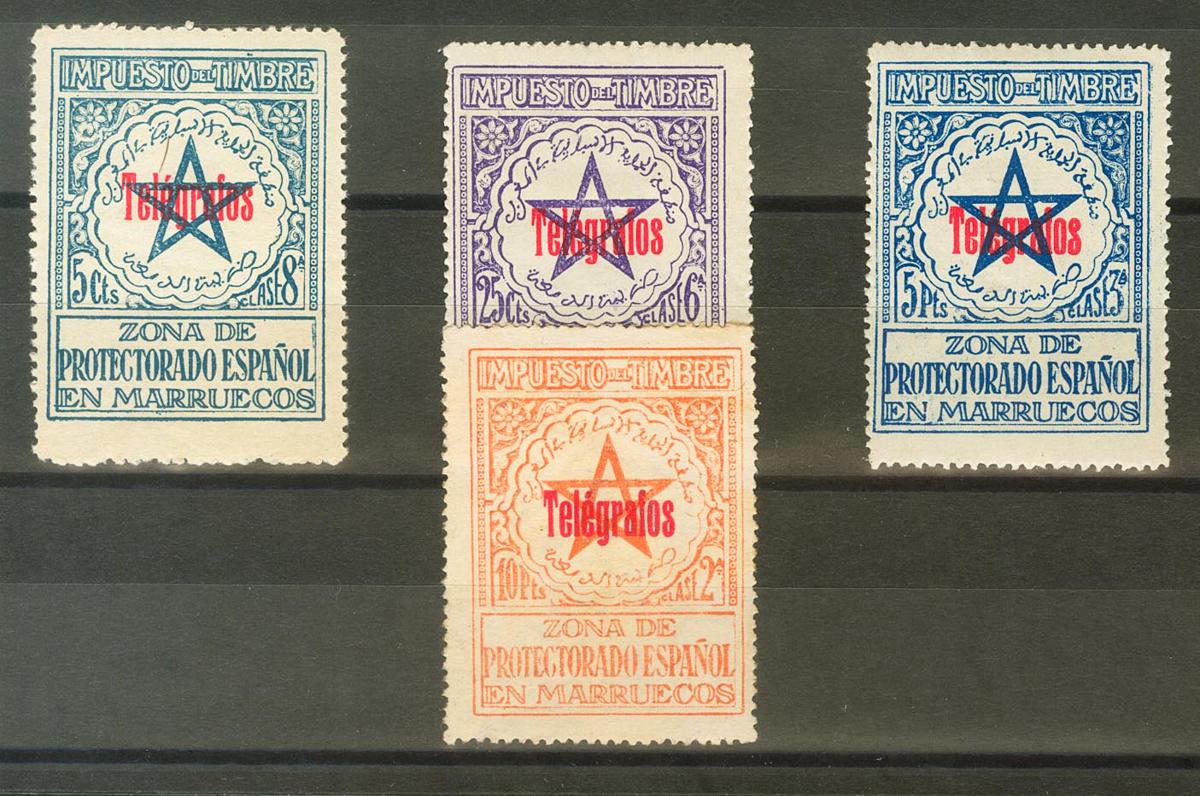 IMPUESTO DEL TIMBRE
Telégrafos
5 Cts CLASE 8ª
ZONA DE
PROTECTORADO ESPAÑOL
EN MARRUECOS
IMPUESTO DEL TIMBRE
Telégrafos
25 Cts CLASE 6ª
IMPUESTO DEL TIMBRE
Telégrafos
5 Pts CLASE 3ª
ZONA DE
PROTECTORADO ESPAÑOL
EN MARRUECOS
IMPUESTO DEL TIMBRE
Telégrafos
10 Pts CLASE 2ª
ZONA DE
PROTECTORADO ESPAÑOL
EN MARRUECOS